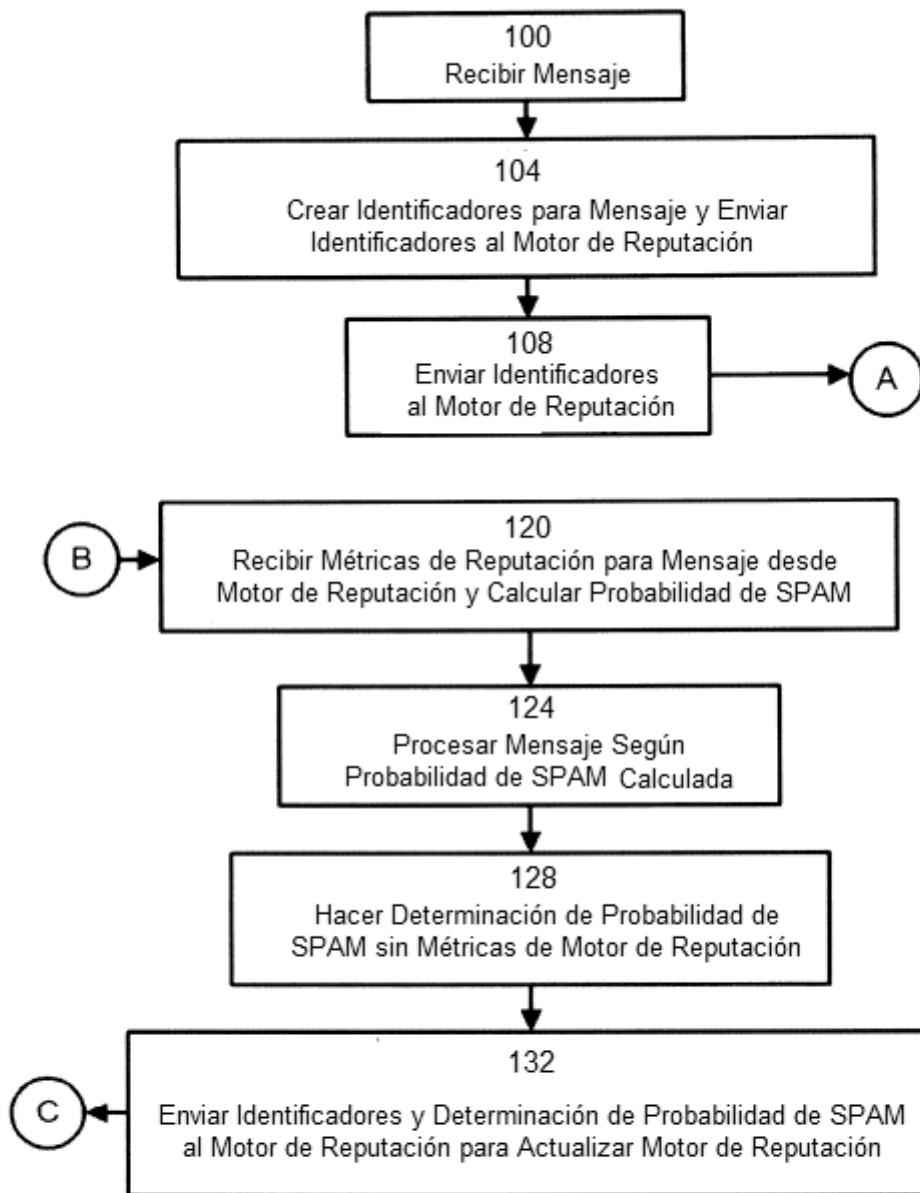 100
Recibir Mensaje
104
Crear Identificadores para Mensaje y Enviar
Identificadores al Motor de Reputación
108
Enviar Identificadores
al Motor de Reputación
A
B
120
Recibir Métricas de Reputación para Mensaje desde
Motor de Reputación y Calcular Probabilidad de SPAM
124
Procesar Mensaje Según
Probabilidad de SPAM Calculada
128
Hacer Determinación de Probabilidad de
SPAM sin Métricas de Motor de Reputación
132
C
Enviar Identificadores y Determinación de Probabilidad de SPAM
al Motor de Reputación para Actualizar Motor de Reputación